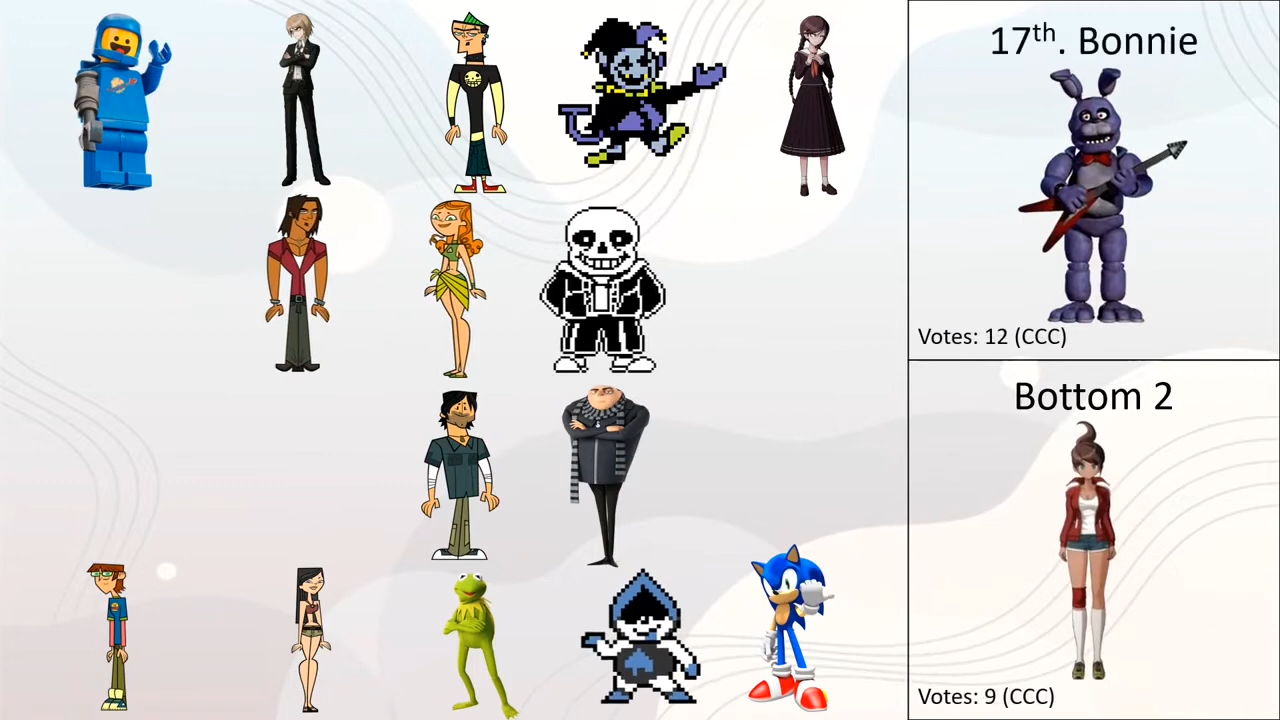 17th. Bonnie
Votes: 12 (CCC)
Bottom 2
Votes: 9 (CCC)